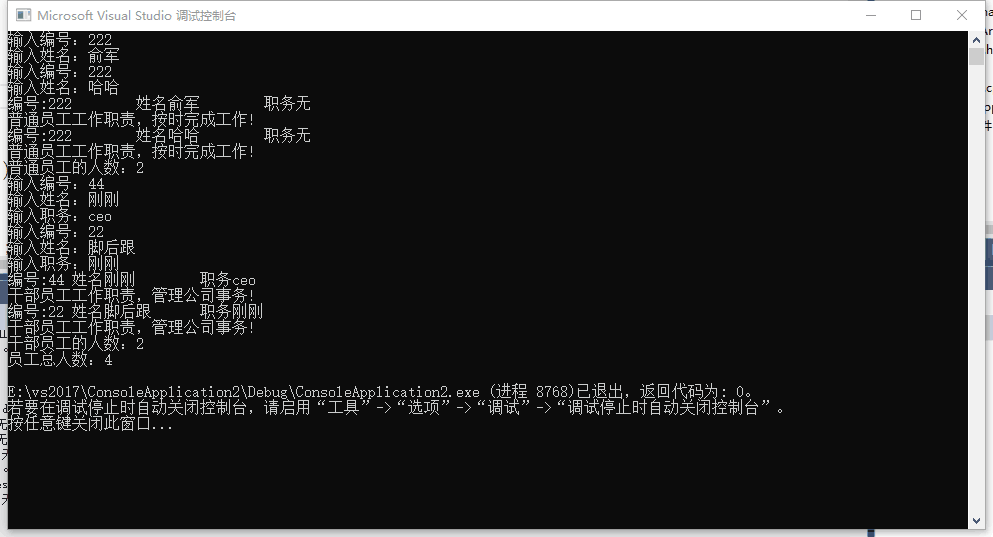 Microsoft Visual Studio 调试控制台
输入编号：222
输入姓名：俞军
输入编号：222
输入姓名：哈哈
编号:222 姓名俞军 职务无
普通员工工作职责，按时完成工作!
编号:222 姓名哈哈 职务无
普通员工工作职责，按时完成工作!
普通员工的人数：2
输入编号：44
输入姓名：刚刚
输入职务：ceo
输入编号：22
输入姓名：脚后跟
输入职务：刚刚
编号:44 姓名刚刚 职务ceo
干部员工工作职责，管理公司事务!
编号:22 姓名脚后跟 职务刚刚
干部员工工作职责，管理公司事务!
干部员工的人数：2
员工总人数：4
E:\vs2017\ConsoleApplication2\Debug\ConsoleApplication2.exe (进程 8768)已退出，返回代码为: 0。
若要在调试停止时自动关闭控制台，请启用“工具”->“选项”->“调试”->“调试停止时自动关闭控制台”。
按任意键关闭此窗口...